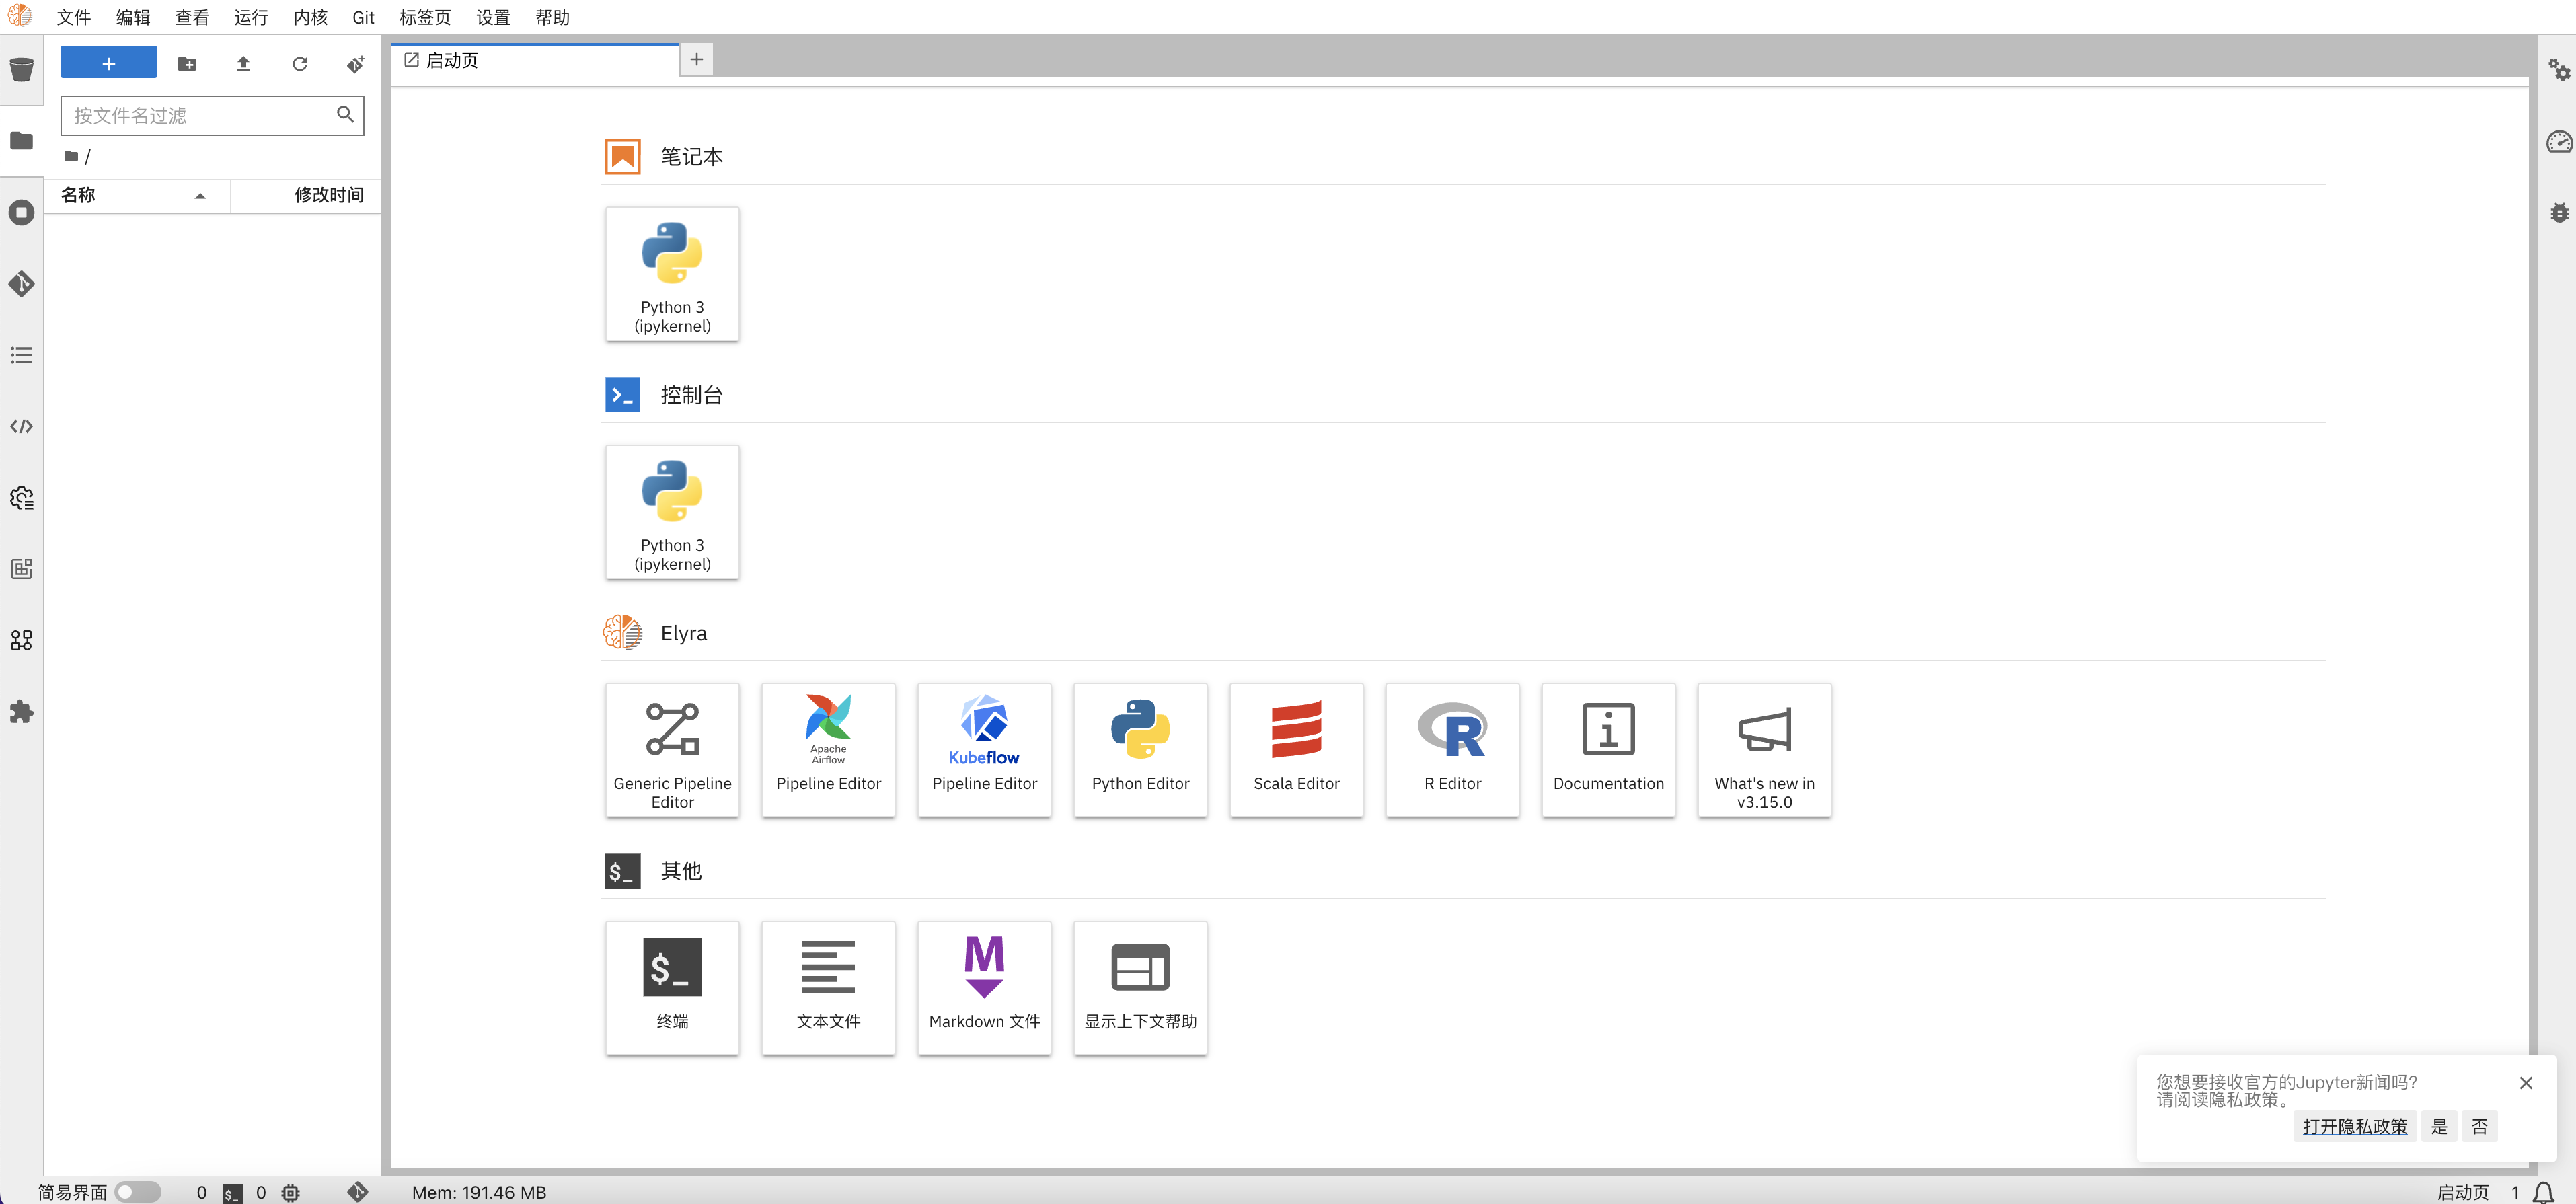 文件 编辑 查看 运行 内核 Git 标签页 设置 帮助
按文件名过滤
/
名称 修改时间
启动页
笔记本
Python 3
(ipykernel)
控制台
Python 3
(ipykernel)
Elyra
Generic Pipeline
Editor
Apache
Airflow
Pipeline Editor
Kubeflow
Pipeline Editor
Python Editor
Scala Editor
R Editor
Documentation
What's new in
v3.15.0
$_ 其他
$_
终端
文本文件
Markdown 文件
显示上下文帮助
您想要接收官方的Jupyter新闻吗?
请阅读隐私政策。
打开隐私政策 是 否
简易界面 0 $_ 0 Mem: 191.46 MB 启动页 1